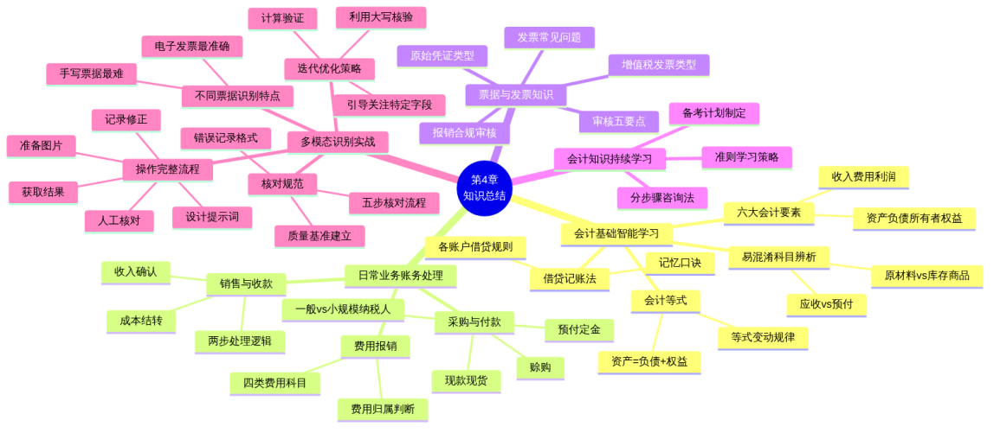 第4章
知识总结
会计基础智能学习
六大会计要素
收入费用利润
资产负债所有者权益
易混淆科目辨析
原材料vs库存商品
应收vs预付
会计等式
等式变动规律
资产=负债+权益
借贷记账法
记忆口诀
各账户借贷规则
日常业务账务处理
采购与付款
预付定金
赊购
现款现货
一般vs小规模纳税人
费用报销
费用归属判断
四类费用科目
销售与收款
两步处理逻辑
成本结转
收入确认
多模态识别实战
核对规范
五步核对流程
质量基准建立
错误记录格式
操作完整流程
设计提示词
人工核对
获取结果
准备图片
记录修正
不同票据识别特点
手写票据最难
电子发票最准确
迭代优化策略
计算验证
利用大写核验
引导关注特定字段
票据与发票知识
原始凭证类型
发票常见问题
增值税发票类型
审核五要点
报销合规审核
会计知识持续学习
备考计划制定
准则学习策略
分步骤咨询法